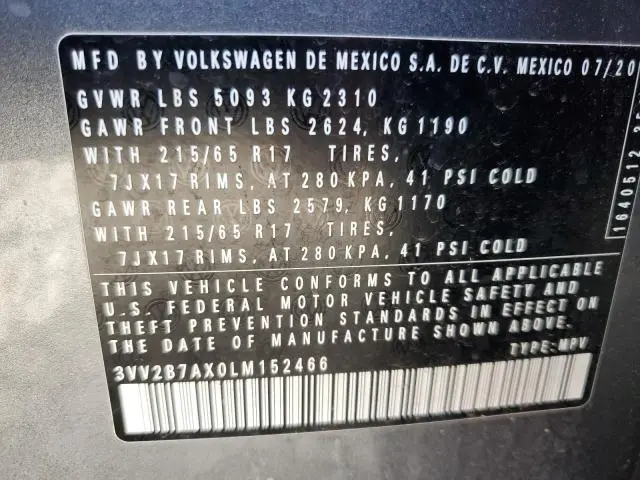 MFD BY VOLKSWAGEN DE MEXICO S.A. DE C.V. MEXICO 07/20
GVWR LBS 5093 KG 2310
GAWR FRONT LBS 2624, KG 1190
WITH 215/65 R17 TIRES,
7JX17 RIMS, AT 280 KPA, 41 PSI COLD
GAWR REAR LBS 2579, KG 1170
WITH 215/65 R17 TIRES,
7JX17 RIMS, AT 280 KPA, 41 PSI COLD
THIS VEHICLE CONFORMS TO ALL APPLICABLE
U.S. FEDERAL MOTOR VEHICLE SAFETY AND
THEFT PREVENTION STANDARDS IN EFFECT ON
THE DATE OF MANUFACTURE SHOWN ABOVE.
TYPE: MPV
3VV2B7AX0LM152466
1640512